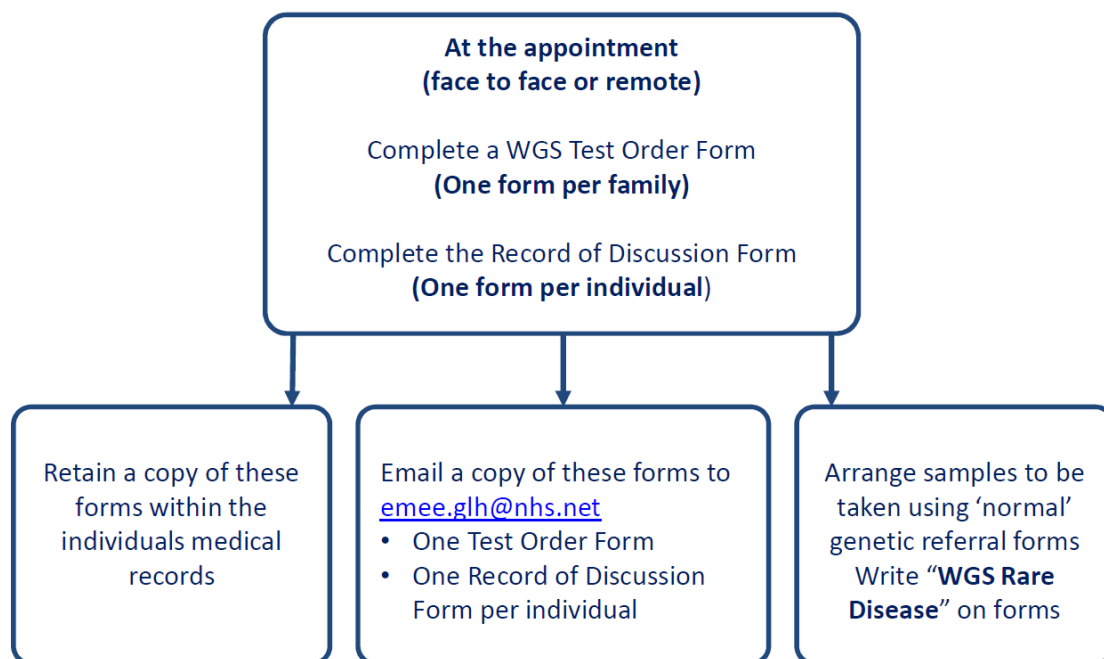 At the appointment
(face to face or remote)
Complete a WGS Test Order Form
(One form per family)
Complete the Record of Discussion Form
(One form per individual)
Retain a copy of these
forms within the
individuals medical
records
Email a copy of these forms to
emee.glh@nhs.net
• One Test Order Form
• One Record of Discussion
Form per individual
Arrange samples to be
taken using ‘normal’
genetic referral forms
Write “WGS Rare
Disease” on forms